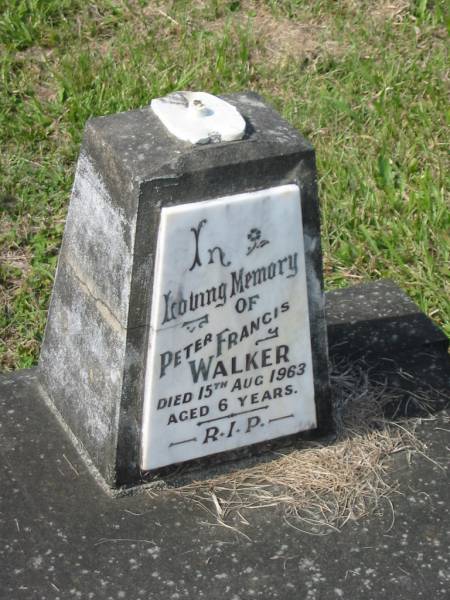 In
Loving Memory
OF
PETER FRANCIS
WALKER
DIED 15TH AUG 1963
AGED 6 YEARS.
R.I.P.